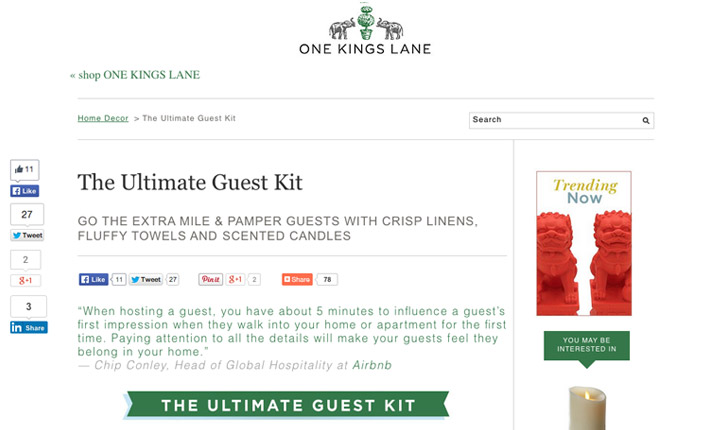 ONE KINGS LANE
« shop ONE KINGS LANE
Home Decor > The Ultimate Guest Kit
Search
11
Like
27
Tweet
2
g+1
3
in Share
The Ultimate Guest Kit
GO THE EXTRA MILE & PAMPER GUESTS WITH CRISP LINENS,
FLUFFY TOWELS AND SCENTED CANDLES
Like 11 Tweet 27 Pin it g+1 2 Share 78
“When hosting a guest, you have about 5 minutes to influence a guest’s
first impression when they walk into your home or apartment for the first
time. Paying attention to all the details will make your guests feel they
belong in your home.”
— Chip Conley, Head of Global Hospitality at Airbnb
THE ULTIMATE GUEST KIT
Trending
Now
YOU MAY BE
INTERESTED IN